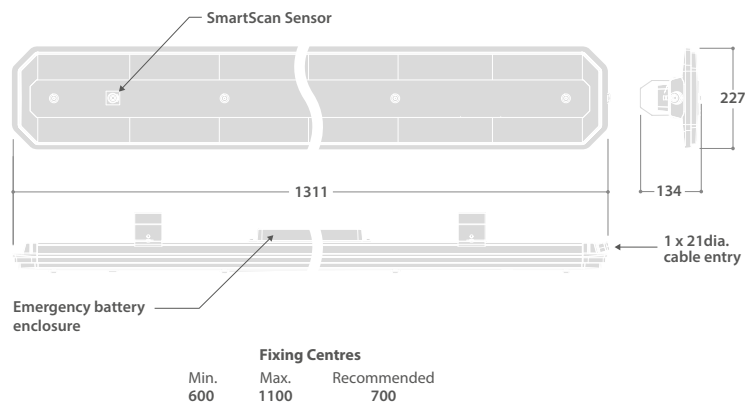 SmartScan Sensor
227
1311
134
1 x 21dia.
cable entry
Emergency battery
enclosure
Fixing Centres
Min. Max. Recommended
600 1100 700